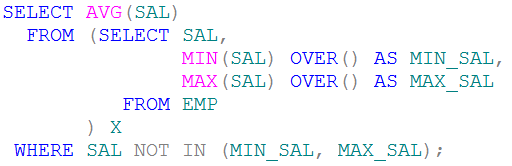 SELECT AVG(SAL)
  FROM (SELECT SAL,
               MIN(SAL) OVER() AS MIN_SAL,
               MAX(SAL) OVER() AS MAX_SAL
          FROM EMP
       ) X
 WHERE SAL NOT IN (MIN_SAL, MAX_SAL);